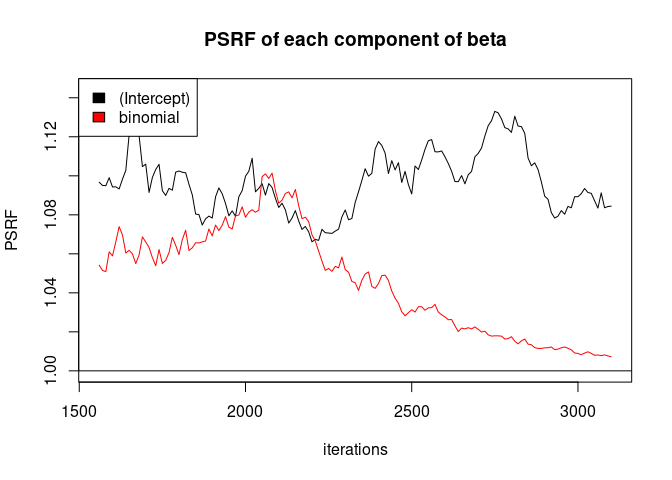 PSRF of each component of beta
(Intercept)
binomial
PSRF
1.12
1.08
1.04
1.00
1500 2000 2500 3000
iterations